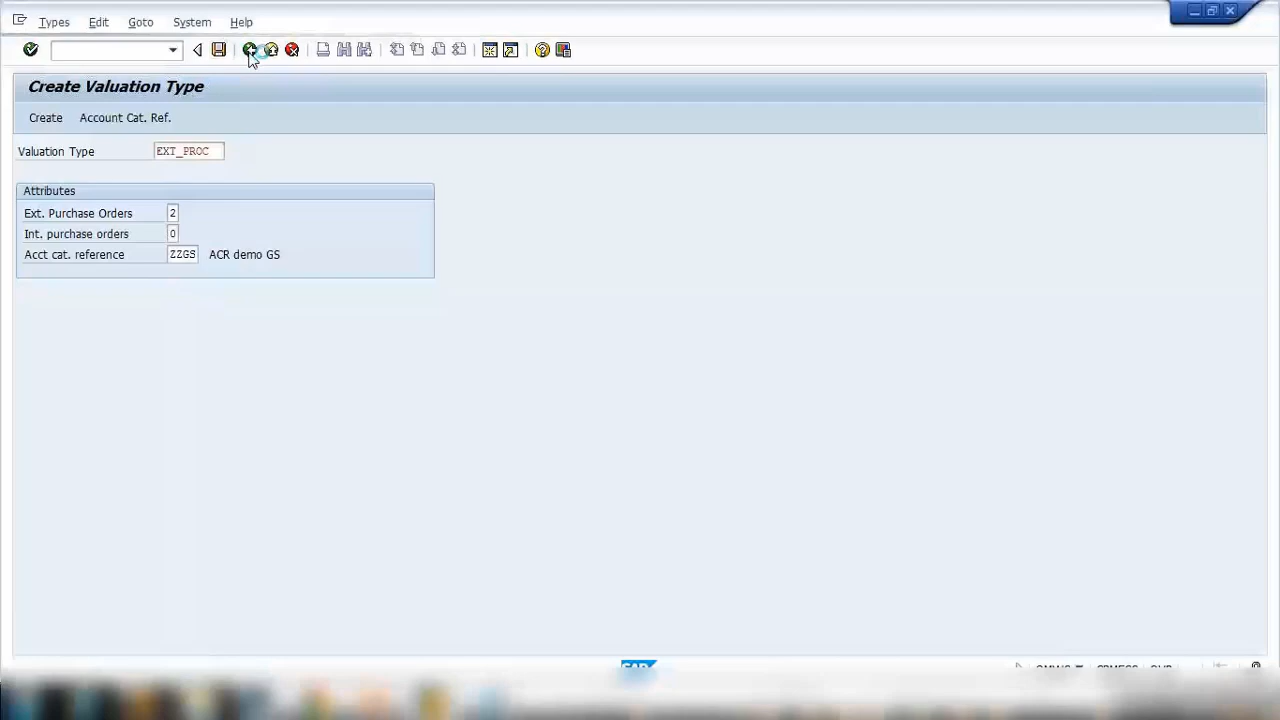 Types Edit Goto System Help
Create Valuation Type
Create Account Cat. Ref.
Valuation Type EXT_PROC
Attributes
Ext. Purchase Orders 2
Int. purchase orders 0
Acct cat. reference ZZGS ACR demo GS
SAP